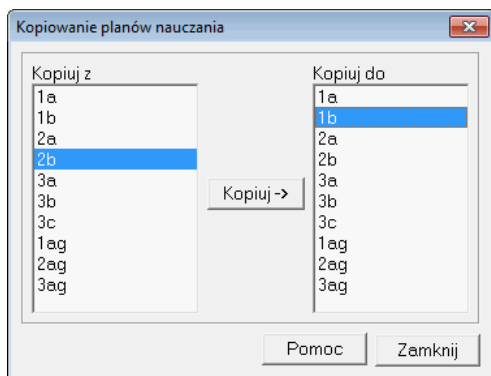 Kopiowanie planów nauczania
Kopiuj z
1a
1b
2a
2b
3a
3b
3c
1ag
2ag
3ag
Kopiuj ->
Kopiuj do
1a
1b
2a
2b
3a
3b
3c
1ag
2ag
3ag
Pomoc
Zamknij